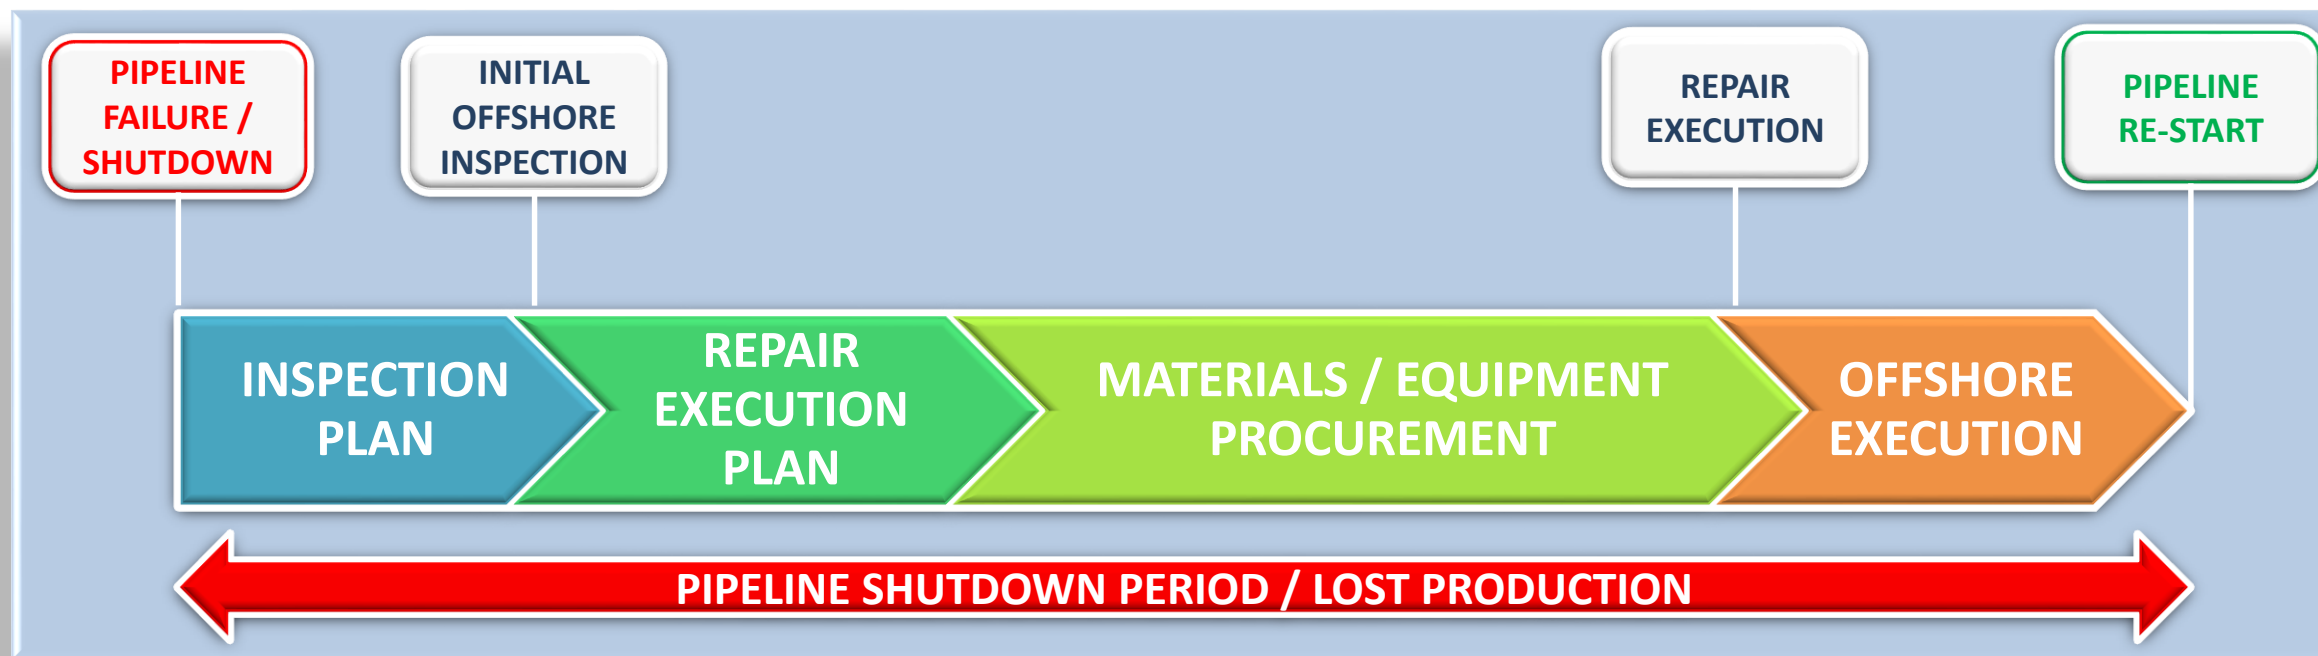 PIPELINE
FAILURE /
SHUTDOWN
INITIAL
OFFSHORE
INSPECTION
REPAIR
EXECUTION
PIPELINE
RE-START
INSPECTION
PLAN
REPAIR
EXECUTION
PLAN
MATERIALS / EQUIPMENT
PROCUREMENT
OFFSHORE
EXECUTION
PIPELINE SHUTDOWN PERIOD / LOST PRODUCTION